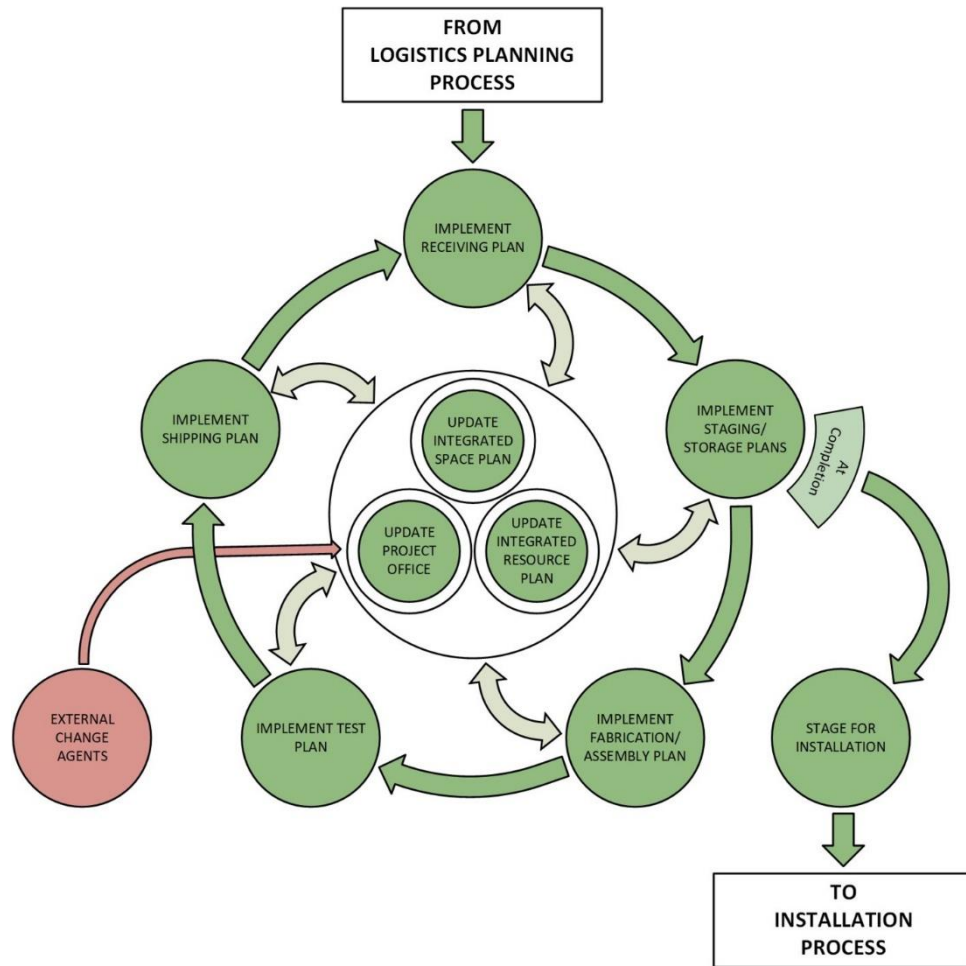 FROM
LOGISTICS PLANNING
PROCESS
IMPLEMENT
RECEIVING PLAN
IMPLEMENT
SHIPPING PLAN
IMPLEMENT
STAGING/
STORAGE PLANS
At
Completion
UPDATE
INTEGRATED
SPACE PLAN
UPDATE
PROJECT
OFFICE
UPDATE
INTEGRATED
RESOURCE
PLAN
EXTERNAL
CHANGE
AGENTS
IMPLEMENT TEST
PLAN
IMPLEMENT
FABRICATION/
ASSEMBLY PLAN
STAGE FOR
INSTALLATION
TO
INSTALLATION
PROCESS